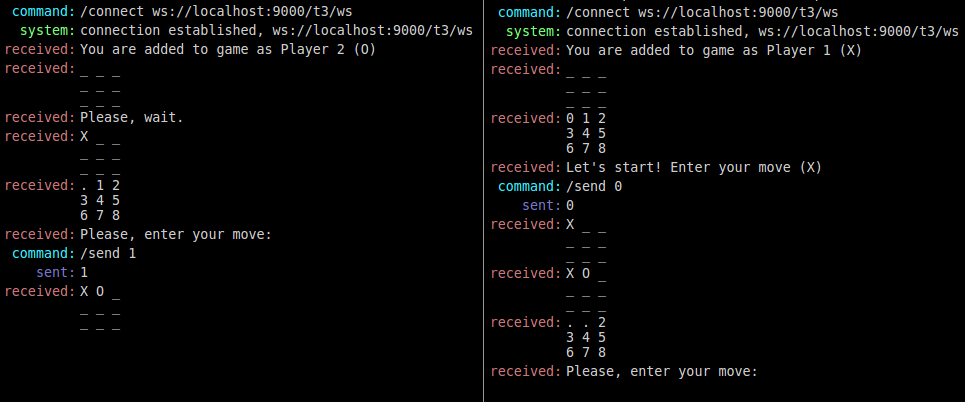 command: /connect ws://localhost:9000/t3/ws
system: connection established, ws://localhost:9000/t3/ws
received: You are added to game as Player 2 (O)
received: _ _ _
_ _ _
_ _ _
received: Please, wait.
received: X _ _
_ _ _
_ _ _
received: . 1 2
3 4 5
6 7 8
received: Please, enter your move:
command: /send 1
sent: 1
received: X O _
_ _ _
_ _ _
command: /connect ws://localhost:9000/t3/ws
system: connection established, ws://localhost:9000/t3/ws
received: You are added to game as Player 1 (X)
received: _ _ _
_ _ _
_ _ _
received: 0 1 2
3 4 5
6 7 8
received: Let's start! Enter your move (X)
command: /send 0
sent: 0
received: X _ _
_ _ _
_ _ _
received: X O _
_ _ _
_ _ _
received: . . 2
3 4 5
6 7 8
received: Please, enter your move: